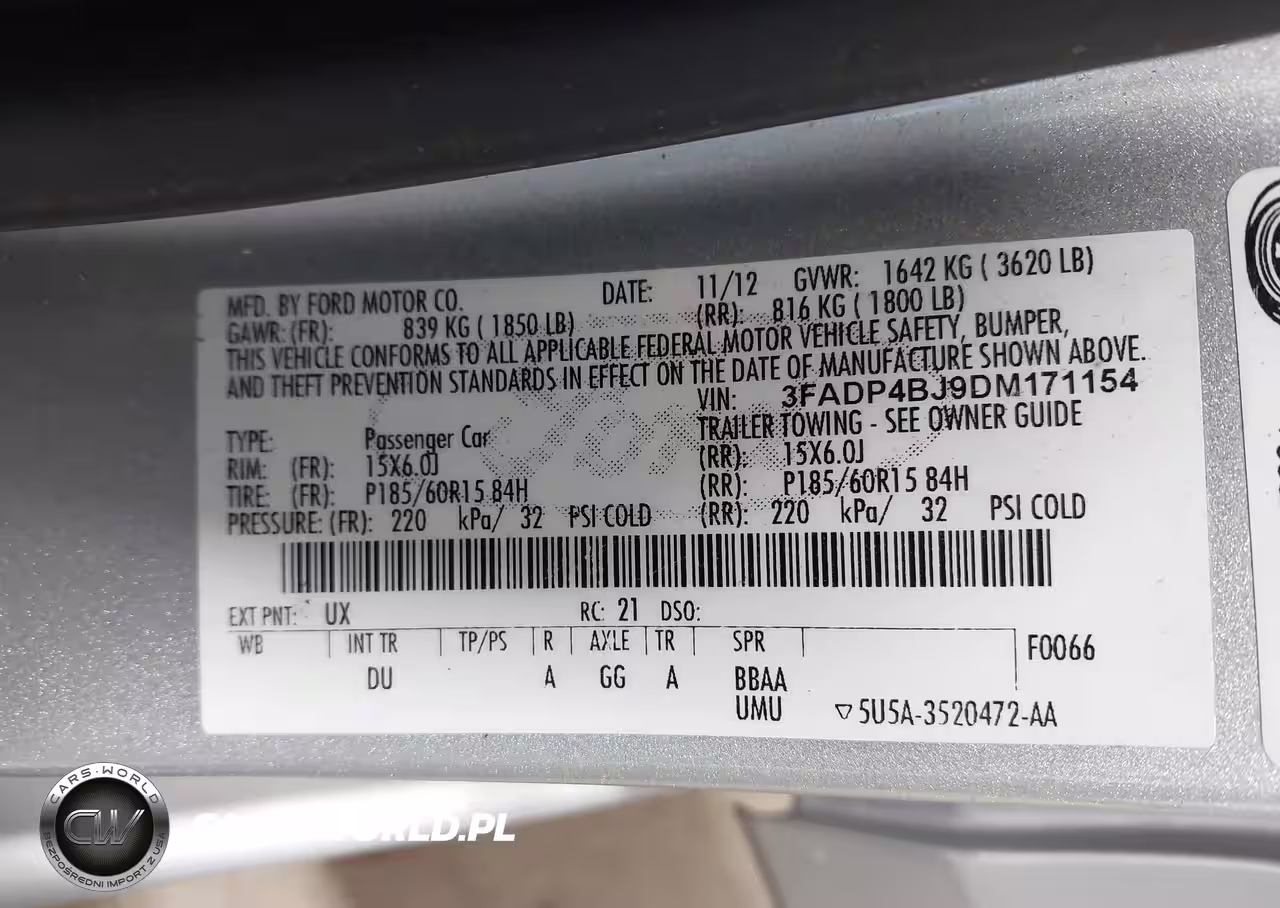 MFD. BY FORD MOTOR CO. DATE: 11/12 GVWR: 1642 KG ( 3620 LB)
GAWR: (FR): 839 KG ( 1850 LB) (RR): 816 KG ( 1800 LB)
THIS VEHICLE CONFORMS TO ALL APPLICABLE FEDERAL MOTOR VEHICLE SAFETY, BUMPER,
AND THEFT PREVENTION STANDARDS IN EFFECT ON THE DATE OF MANUFACTURE SHOWN ABOVE.
VIN: 3FADP4BJ9DM171154
TYPE: Passenger Car TRAILER TOWING - SEE OWNER GUIDE
RIM: (FR): 15X6.0J (RR): 15X6.0J
TIRE: (FR): P185/60R15 84H (RR): P185/60R15 84H
PRESSURE: (FR): 220 kPa/ 32 PSI COLD (RR): 220 kPa/ 32 PSI COLD
EXT PNT: UX RC: 21 DSO:
WB INT TR TP/PS R AXLE TR SPR F0066
DU A GG A BBAA
UMU ▽ 5U5A-3520472-AA
CARS-WORLD
CW
BEZPOŚREDNI IMPORT Z USA
CARS-WORLD.PL